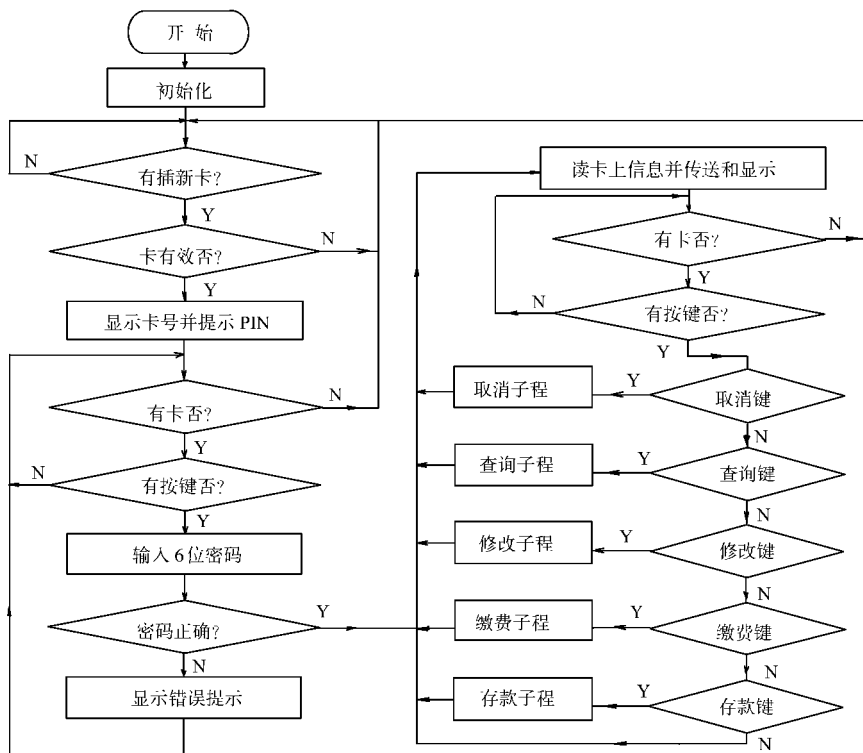 开 始
初始化
有插新卡?
N
Y
卡有效否?
N
Y
显示卡号并提示 PIN
有卡否?
N
Y
有按键否?
N
Y
输入 6 位密码
密码正确?
Y
N
显示错误提示
读卡上信息并传送和显示
有卡否?
N
Y
有按键否?
N
Y
取消键
Y
取消子程
N
查询键
Y
查询子程
N
修改键
Y
修改子程
N
缴费键
Y
缴费子程
N
存款键
Y
存款子程
N